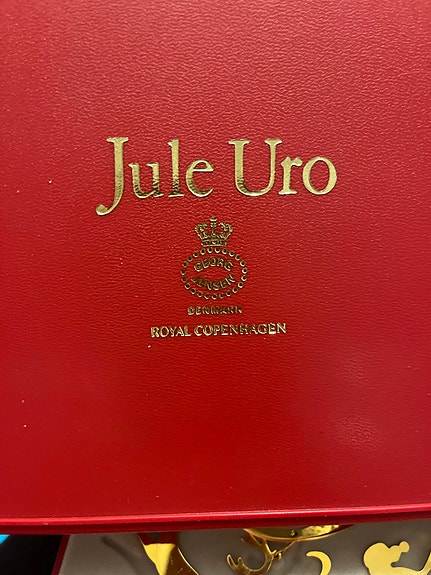 Jule Uro
GEORG
JENSEN
DENMARK
ROYAL COPENHAGEN